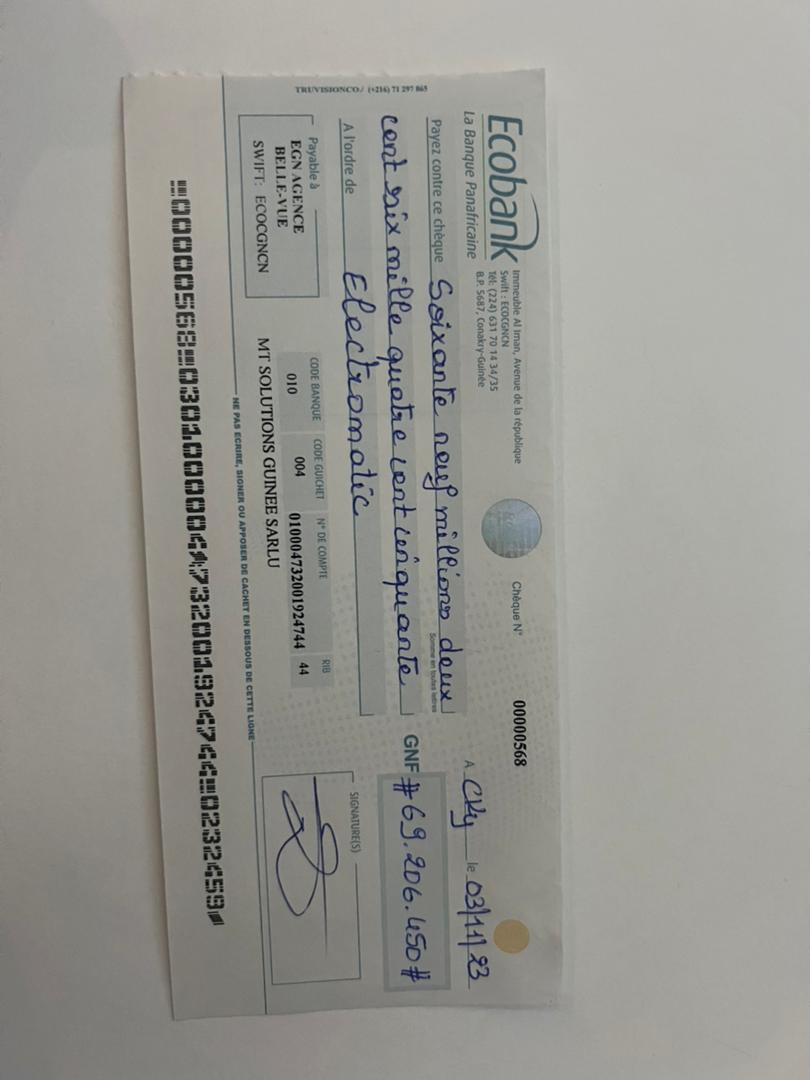 TRUVISIONCO/ (+216) 71 297 865
Ecobank
La Banque Panafricaine
Immeuble Al Iman, Avenue de la république
Swift : ECOCGNCN
Tél: (224) 631 70 14 34/35
B.P. 5687, Conakry-Guinée
Chèque N° 00000568
A CKy le 03/11/23
Payez contre ce chèque Soixante neuf millions deux
Somme en toutes lettres
cent six mille quatre cent cinquante
GNF # 69.206.450 #
A l'ordre de Electromatic
Payable à
EGN AGENCE
BELLE-VUE
SWIFT: ECOCGNCN
CODE BANQUE CODE GUICHET N° DE COMPTE RIB
010 004 0100047320019247​44 44
MT SOLUTIONS GUINEE SARLU
SIGNATURE(S)
NE PAS ECRIRE, SIGNER OU APPOSER DE CACHET EN DESSOUS DE CETTE LIGNE